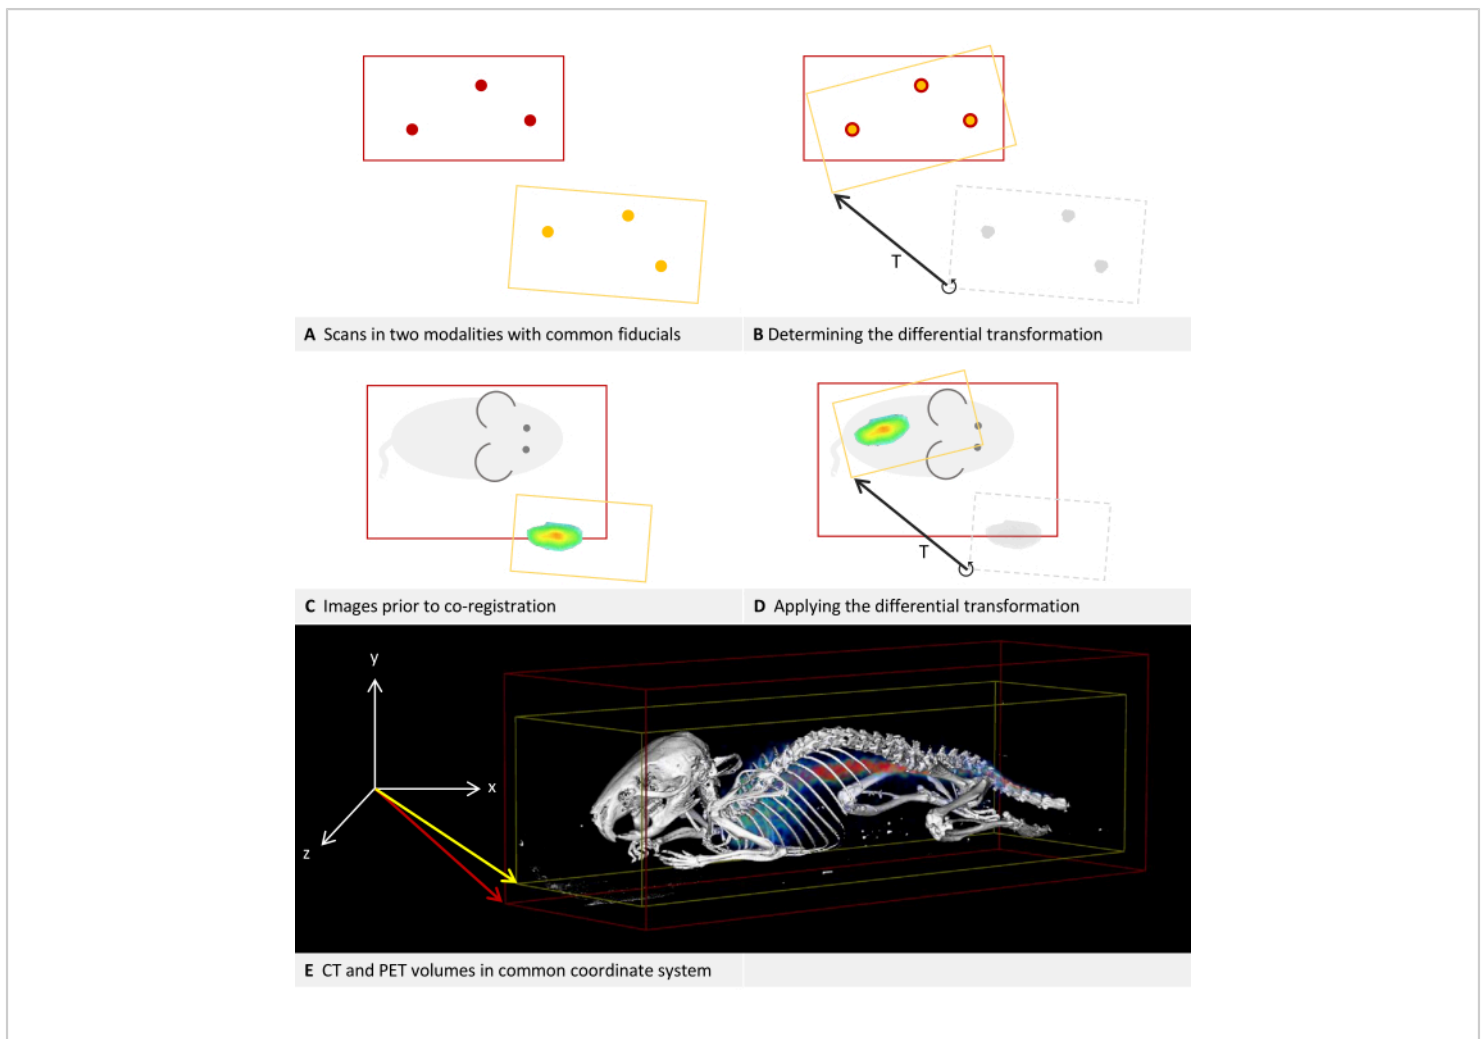 T
A Scans in two modalities with common fiducials
B Determining the differential transformation
T
C Images prior to co-registration
D Applying the differential transformation
y
x
z
E CT and PET volumes in common coordinate system